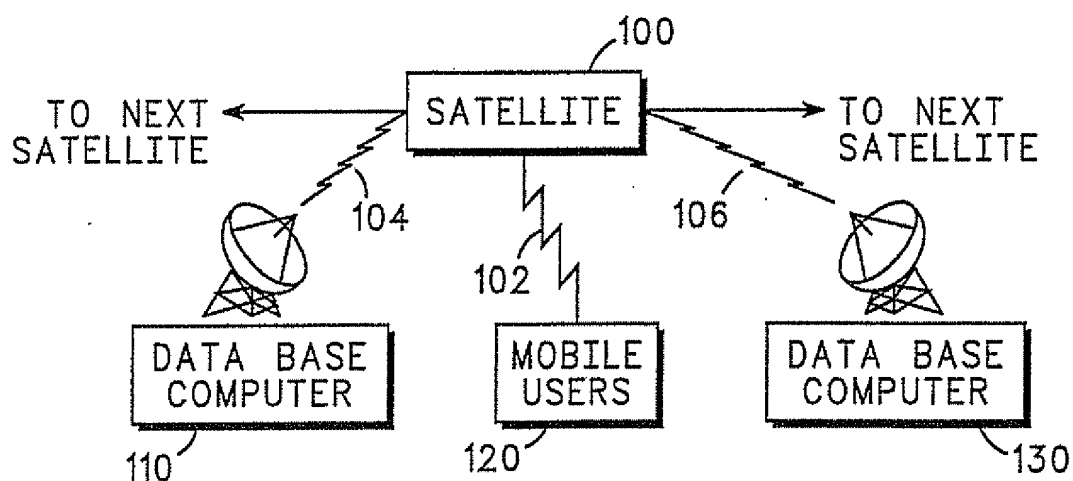 100
TO NEXT
SATELLITE
SATELLITE
TO NEXT
SATELLITE
104
102
106
DATA BASE
COMPUTER
MOBILE
USERS
DATA BASE
COMPUTER
110
120
130